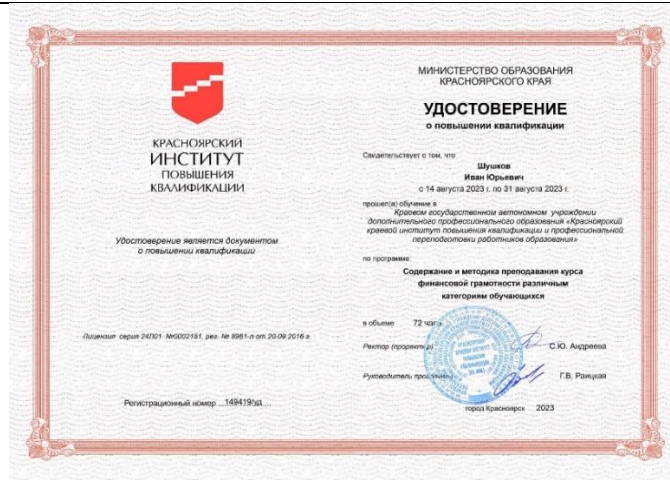 КРАСНОЯРСКИЙ
ИНСТИТУТ
ПОВЫШЕНИЯ
КВАЛИФИКАЦИИ
Удостоверение является документом
о повышении квалификации
Лицензия серия 24Л01 №0002151, рег. № 8961-л от 20.09.2016 г.
Регистрационный номер 149419/уд
МИНИСТЕРСТВО ОБРАЗОВАНИЯ
КРАСНОЯРСКОГО КРАЯ
УДОСТОВЕРЕНИЕ
о повышении квалификации
Свидетельствует о том, что
Шушков
Иван Юрьевич
с 14 августа 2023 г. по 31 августа 2023 г.
прошел(а) обучение в
Краевом государственном автономном учреждении
дополнительного профессионального образования «Красноярский
краевой институт повышения квалификации и профессиональной
переподготовки работников образования»
по программе:
Содержание и методика преподавания курса
финансовой грамотности различным
категориям обучающихся
в объеме 72
Ректор (проректор) С.Ю. Андреева
Руководитель Г.В. Раицкая
город Красноярск 2023